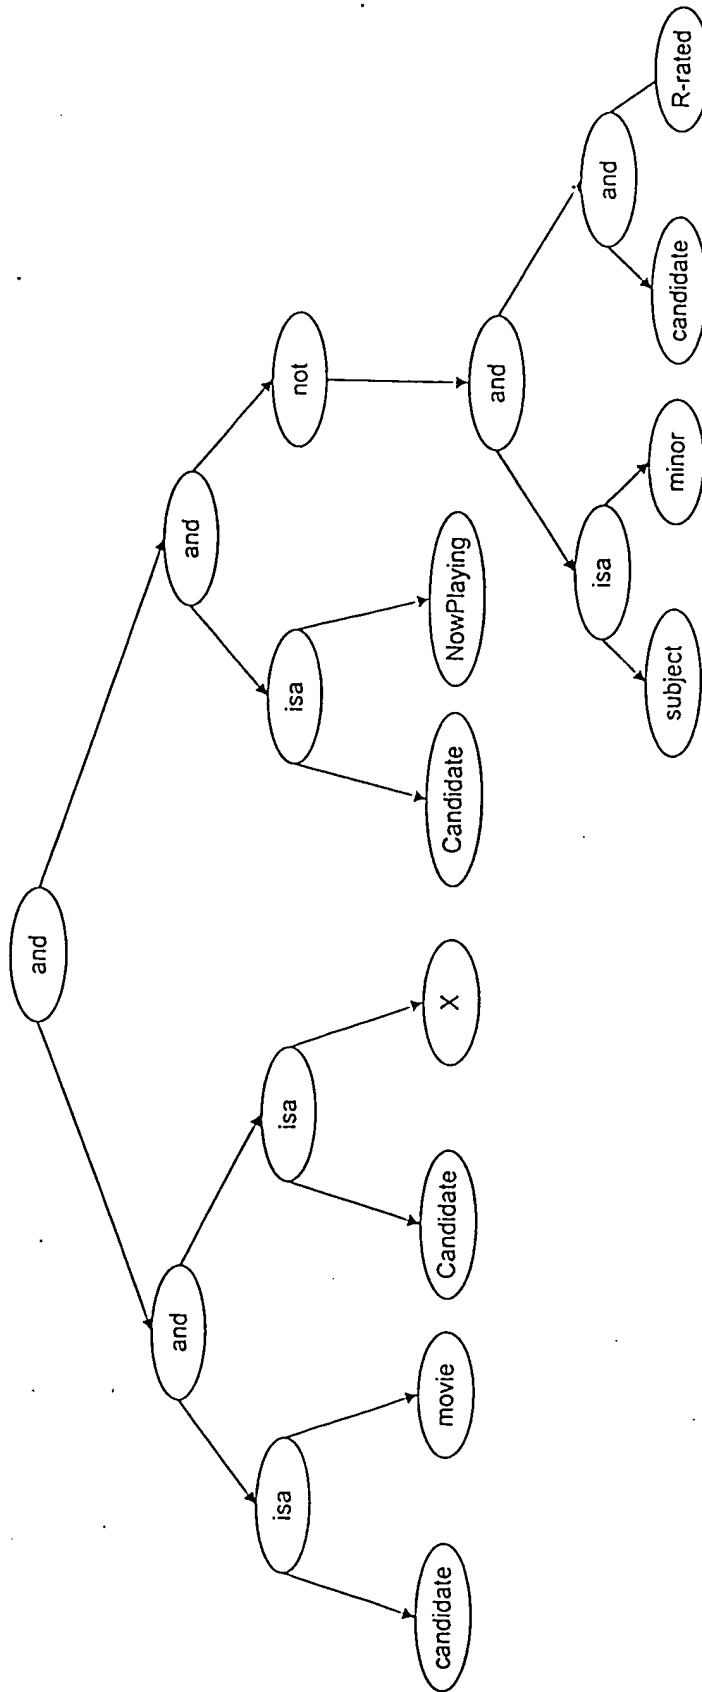 and
and
and
isa
isa
isa
not
candidate
movie
Candidate
X
Candidate
NowPlaying
and
isa
and
subject
minor
candidate
R-rated